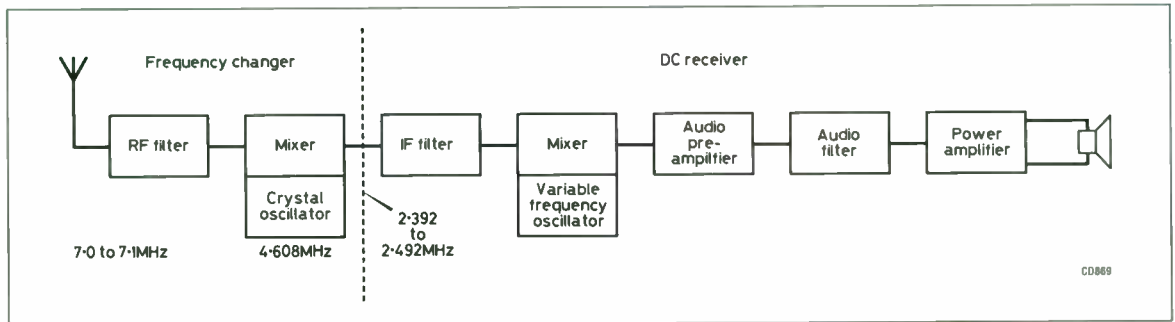 Frequency changer
DC receiver
RF filter
Mixer
Crystal
oscillator
IF filter
Mixer
Variable
frequency
oscillator
Audio
pre-
amplifier
Audio
filter
Power
amplifier
7·0 to 7·1MHz
4·608MHz
2·392
to
2·492MHz
CD869